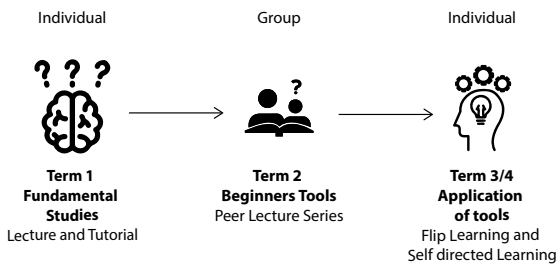 Individual
Group
Individual
? ? ?
?
Term 1
Fundamental
Studies
Lecture and Tutorial
Term 2
Beginners Tools
Peer Lecture Series
Term 3/4
Application
of tools
Flip Learning and
Self directed Learning